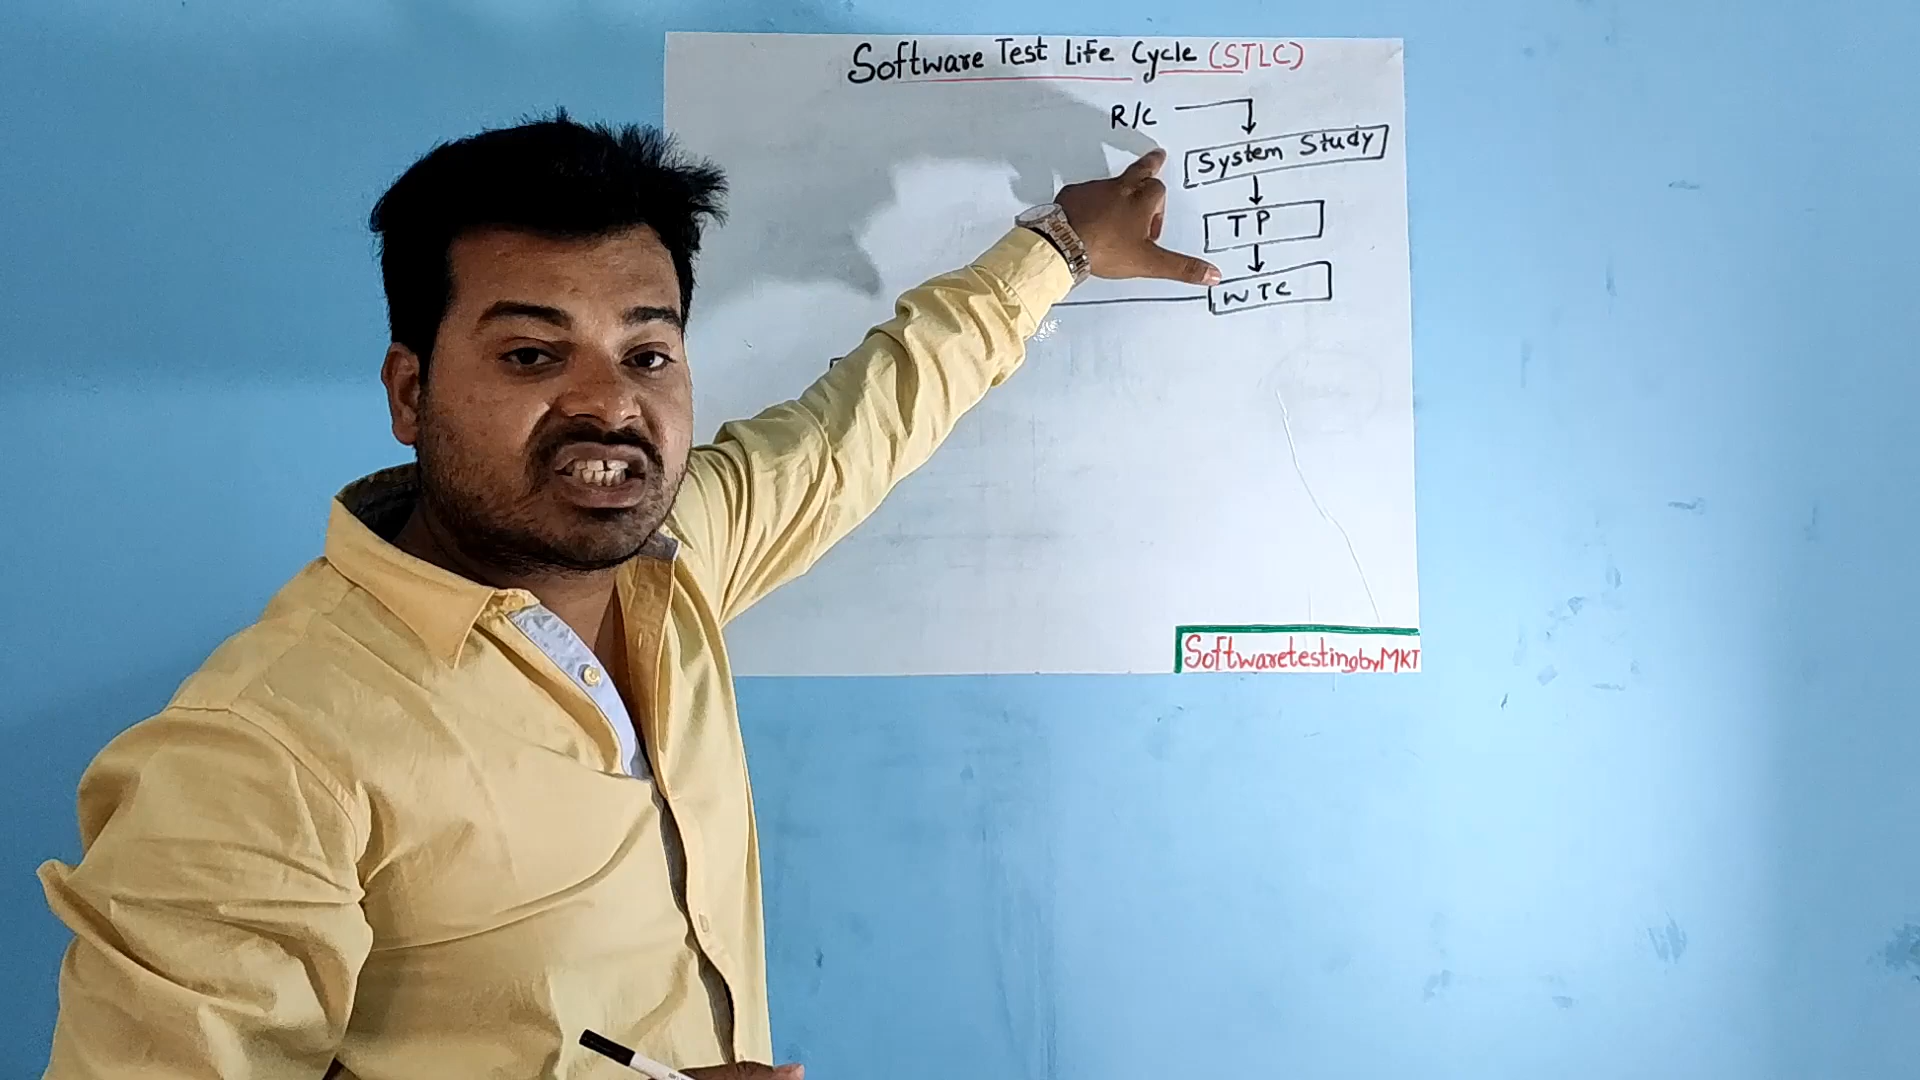 Software Test Life Cycle (STLC)
R/C
System Study
TP
WTC
SoftwaretestingbyMKT